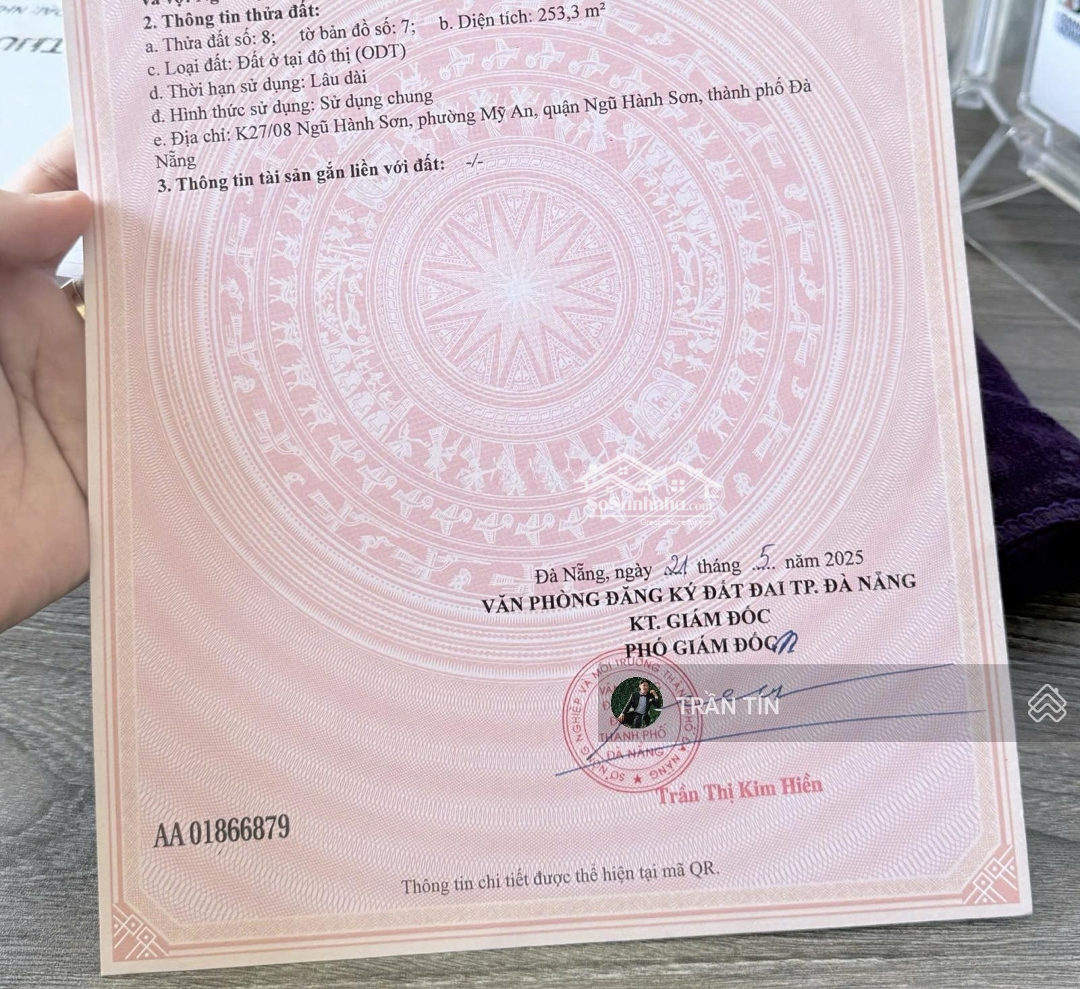 2. Thông tin thửa đất:
a. Thửa đất số: 8; tờ bản đồ số: 7; b. Diện tích: 253,3 m²
c. Loại đất: Đất ở tại đô thị (ODT)
d. Thời hạn sử dụng: Lâu dài
đ. Hình thức sử dụng: Sử dụng chung
e. Địa chỉ: K27/08 Ngũ Hành Sơn, phường Mỹ An, quận Ngũ Hành Sơn, thành phố Đà
Nẵng
3. Thông tin tài sản gắn liền với đất: -/-
Đà Nẵng, ngày 21 tháng 5 năm 2025
VĂN PHÒNG ĐĂNG KÝ ĐẤT ĐAI TP. ĐÀ NẴNG
KT. GIÁM ĐỐC
PHÓ GIÁM ĐỐC
TRẦN TÍN
THÀNH PHỐ
ĐÀ NẴNG
Trần Thị Kim Hiền
AA 01866879
Thông tin chi tiết được thể hiện tại mã QR.